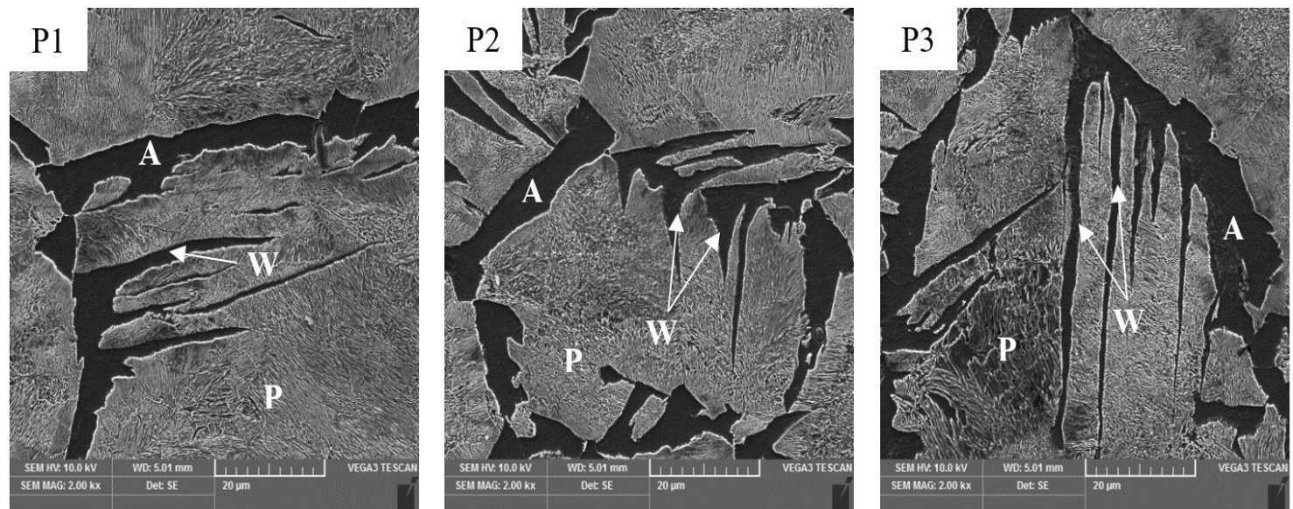 P1
A
W
P
SEM HV: 10.0 kV
WD: 5.01 mm
VEGA3 TESCAN
SEM MAG: 2.00 kx
Det: SE
20 µm
P2
A
W
P
SEM HV: 10.0 kV
WD: 5.01 mm
VEGA3 TESCAN
SEM MAG: 2.00 kx
Det: SE
20 µm
P3
A
W
P
SEM HV: 10.0 kV
WD: 5.01 mm
VEGA3 TESCAN
SEM MAG: 2.00 kx
Det: SE
20 µm